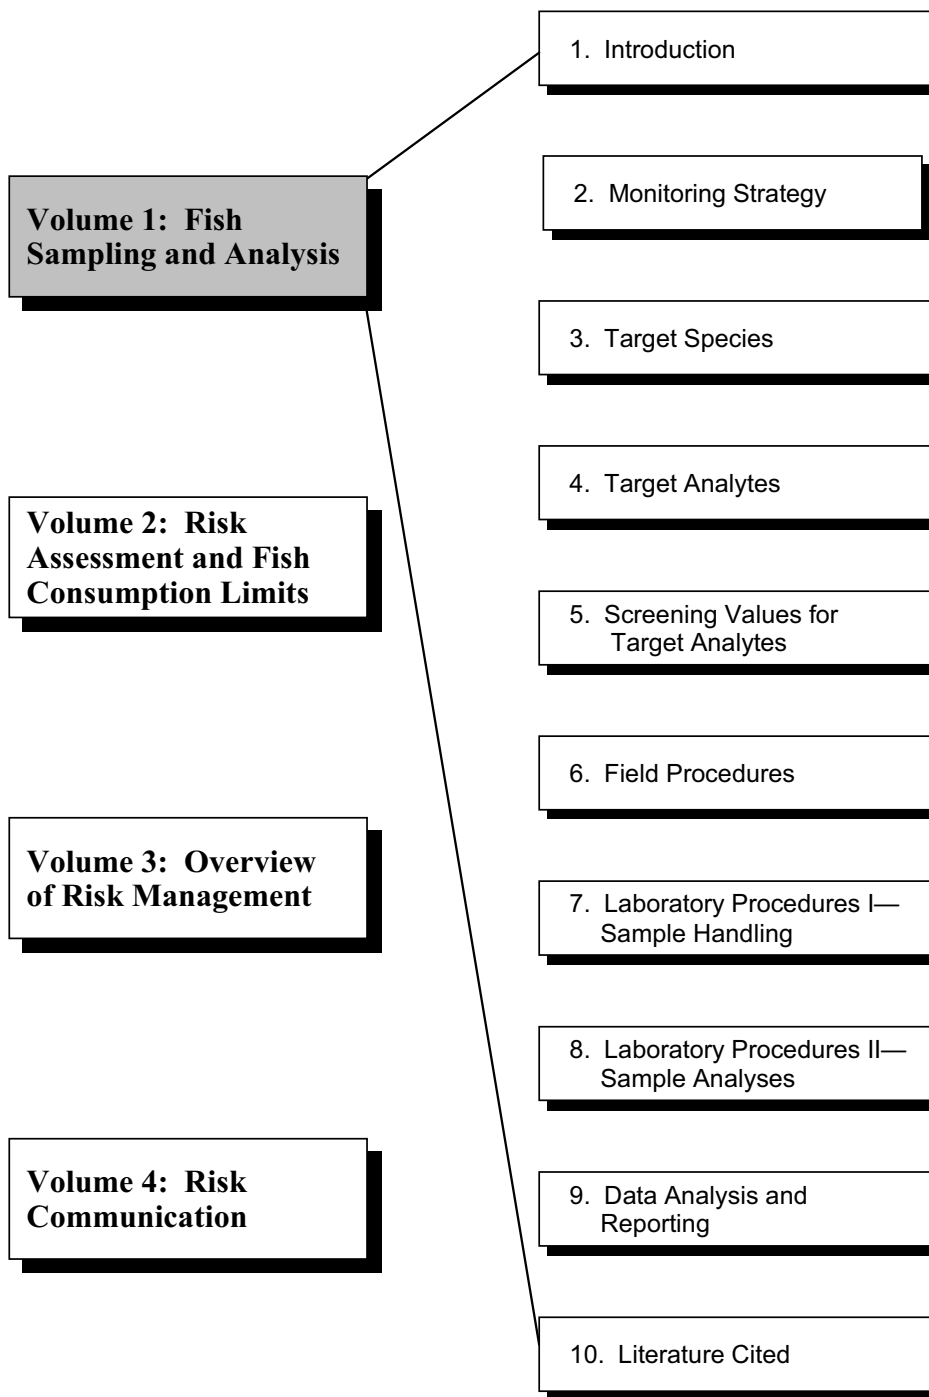 Volume 1: Fish
Sampling and Analysis
Volume 2: Risk
Assessment and Fish
Consumption Limits
Volume 3: Overview
of Risk Management
Volume 4: Risk
Communication
1. Introduction
2. Monitoring Strategy
3. Target Species
4. Target Analytes
5. Screening Values for
Target Analytes
6. Field Procedures
7. Laboratory Procedures I—
Sample Handling
8. Laboratory Procedures II—
Sample Analyses
9. Data Analysis and
Reporting
10. Literature Cited